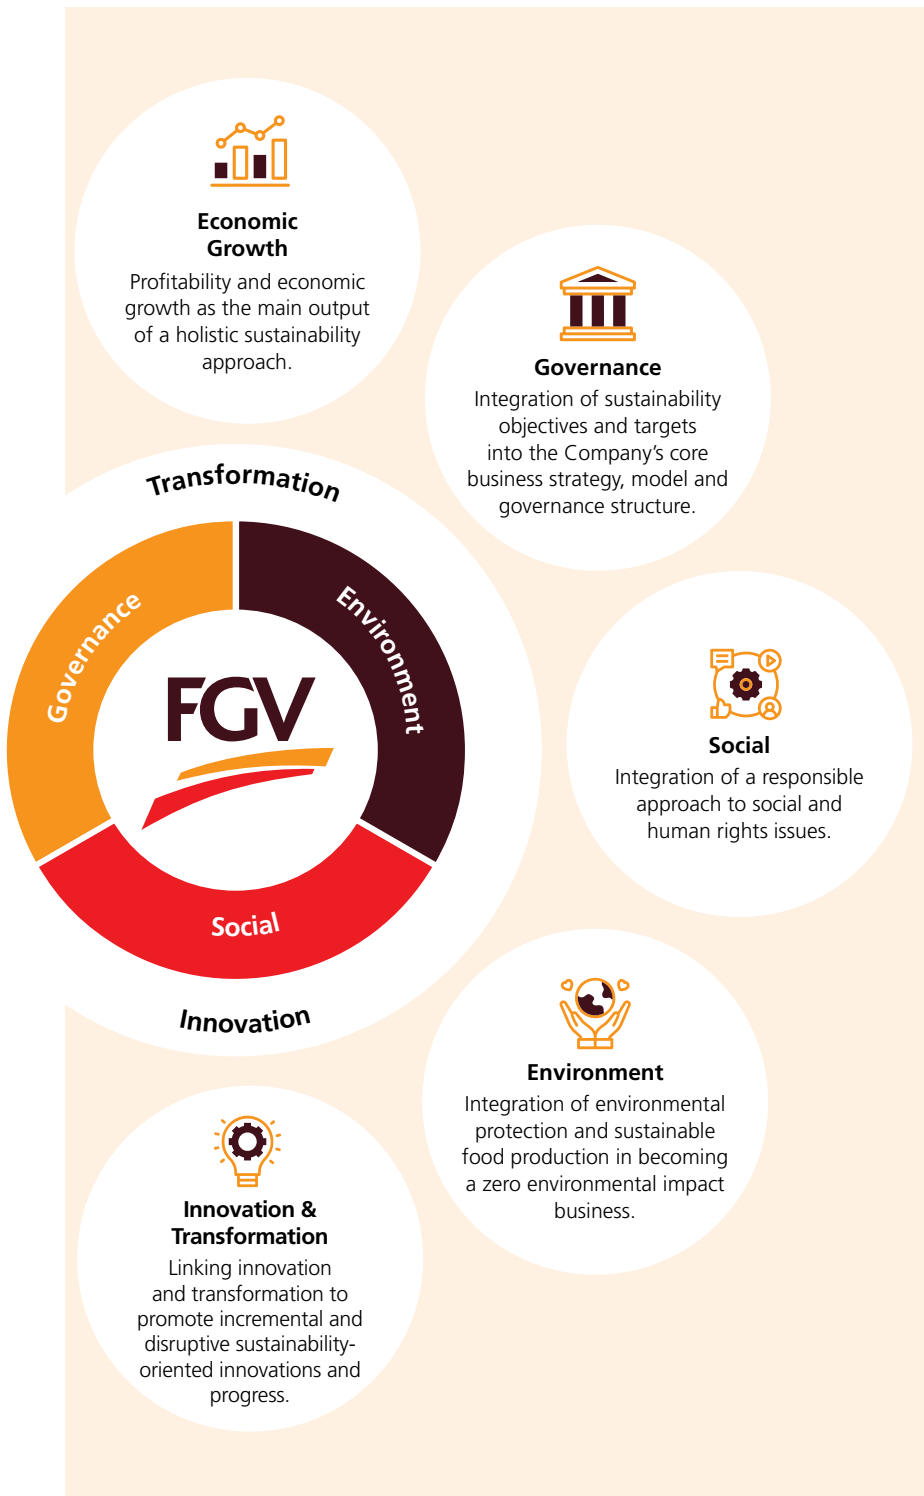 Economic
Growth
Profitability and economic
growth as the main output
of a holistic sustainability
approach.
Governance
Integration of sustainability
objectives and targets
into the Company's core
business strategy, model and
governance structure.
Transformation
Governance
Environment
FGV
Social
Innovation
Social
Integration of a responsible
approach to social and
human rights issues.
Environment
Integration of environmental
protection and sustainable
food production in becoming
a zero environmental impact
business.
Innovation &
Transformation
Linking innovation
and transformation to
promote incremental and
disruptive sustainability-
oriented innovations and
progress.